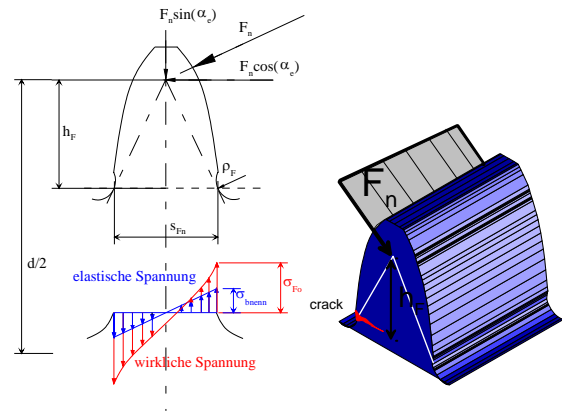 F_n sin(α_e)
F_n
F_n cos(α_e)
h_F
ρ_F
s_Fn
d/2
elastische Spannung
σ_bnenn
σ_Fo
wirkliche Spannung
F_n
h_F
crack